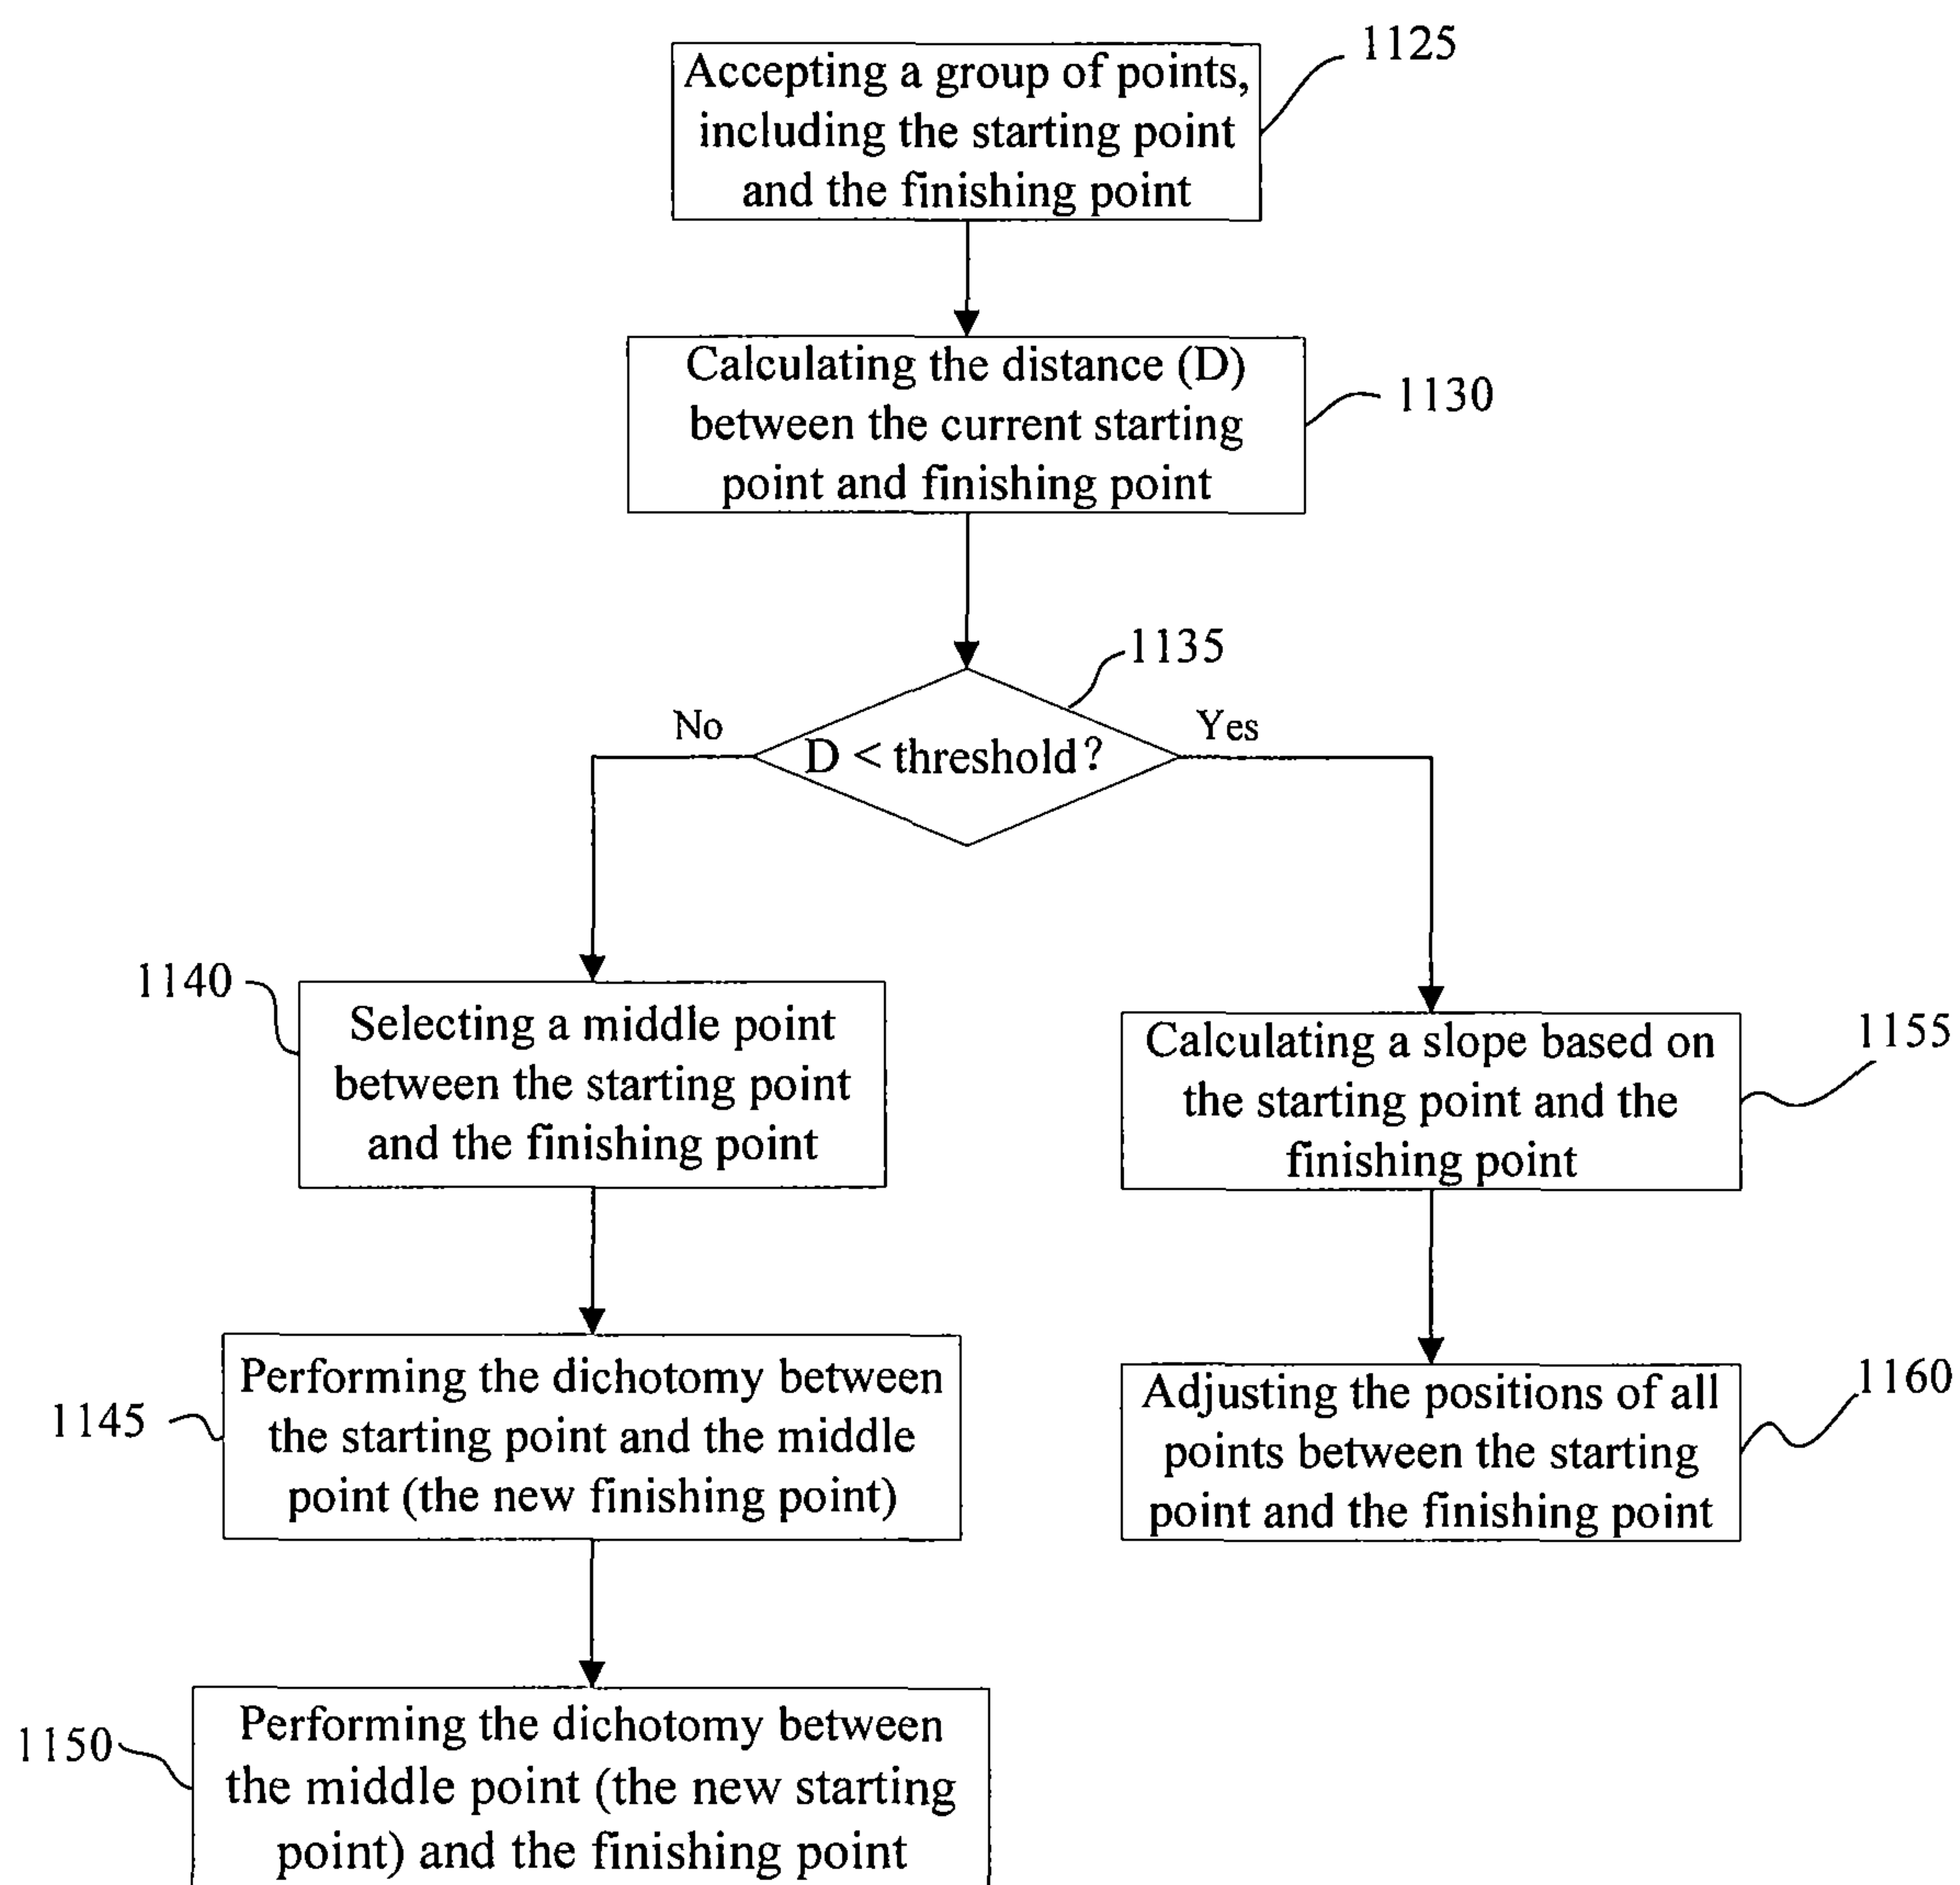 1125
Accepting a group of points,
including the starting point
and the finishing point
Calculating the distance (D)
between the current starting
point and finishing point
1130
1135
No
Yes
D < threshold?
1140
Selecting a middle point
between the starting point
and the finishing point
1155
Calculating a slope based on
the starting point and the
finishing point
1145
Performing the dichotomy between
the starting point and the middle
point (the new finishing point)
1160
Adjusting the positions of all
points between the starting
point and the finishing point
1150
Performing the dichotomy between
the middle point (the new starting
point) and the finishing point